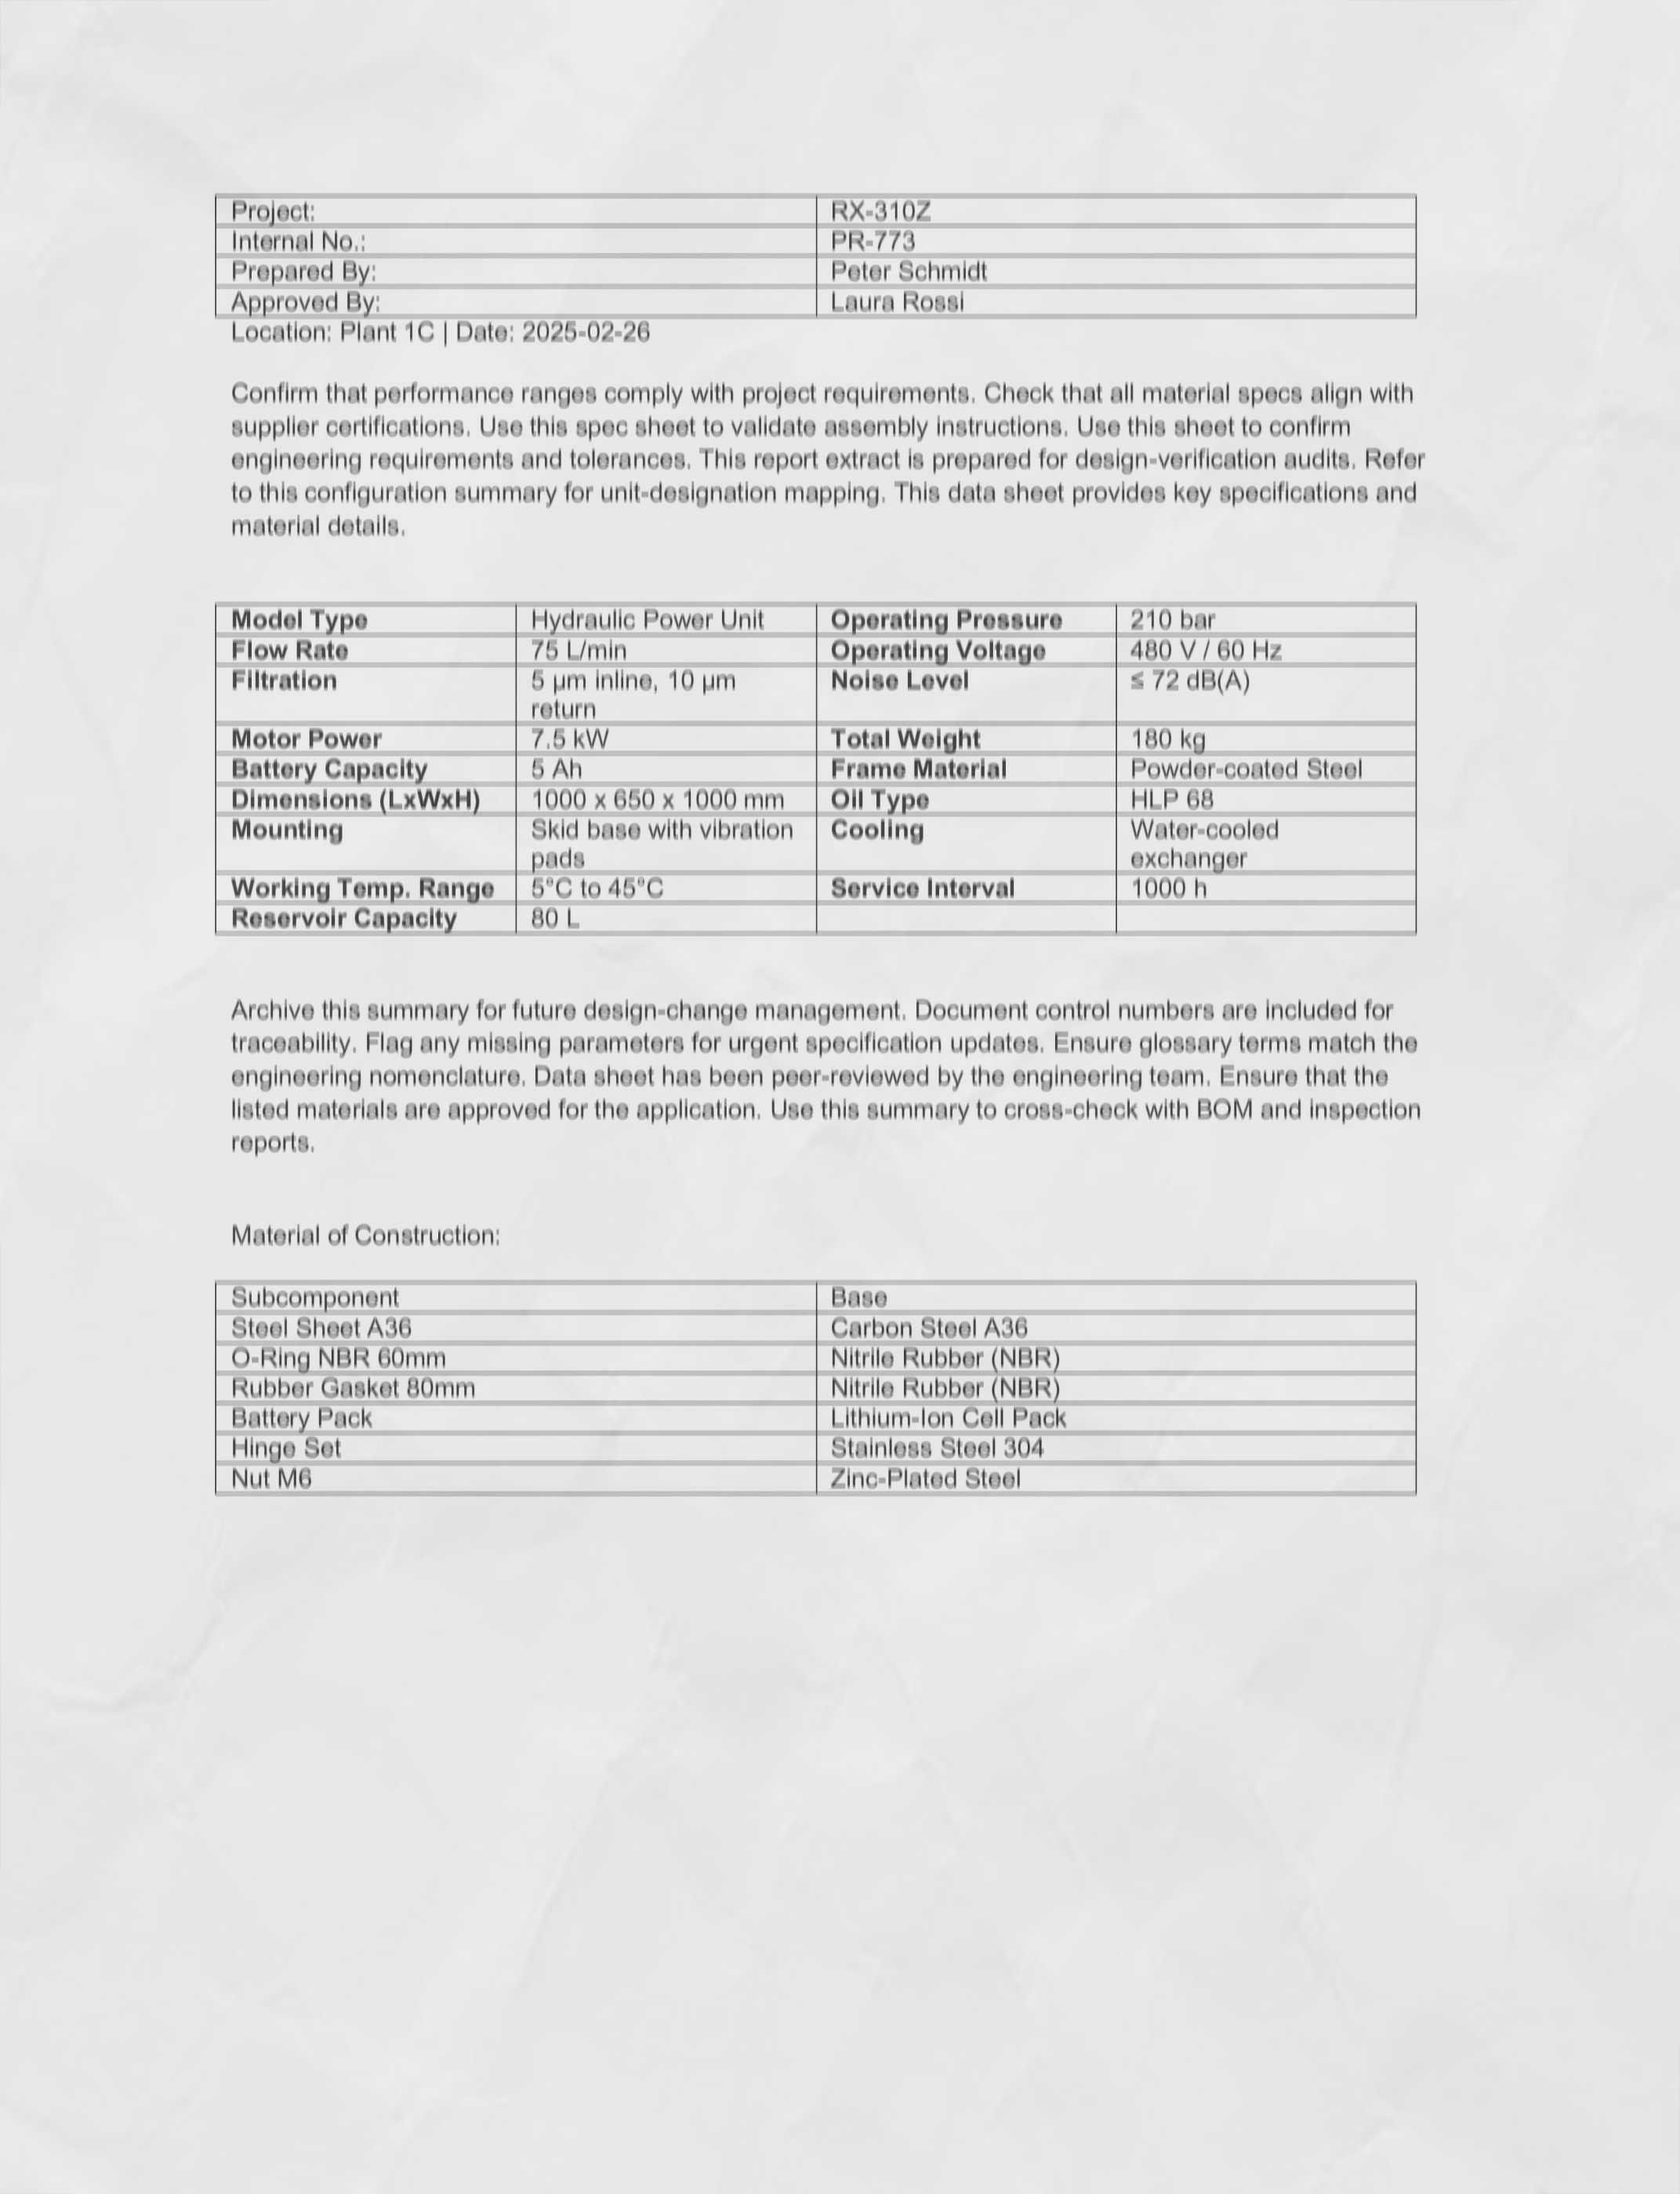 Project: RX-310Z
Internal No.: PR-773
Prepared By: Peter Schmidt
Approved By: Laura Rossi
Location: Plant 1C | Date: 2025-02-26
Confirm that performance ranges comply with project requirements. Check that all material specs align with
supplier certifications. Use this spec sheet to validate assembly instructions. Use this sheet to confirm
engineering requirements and tolerances. This report extract is prepared for design-verification audits. Refer
to this configuration summary for unit-designation mapping. This data sheet provides key specifications and
material details.
Model Type Hydraulic Power Unit Operating Pressure 210 bar
Flow Rate 75 L/min Operating Voltage 480 V / 60 Hz
Filtration 5 µm inline, 10 µm Noise Level ≤ 72 dB(A)
return
Motor Power 7.5 kW Total Weight 180 kg
Battery Capacity 5 Ah Frame Material Powder-coated Steel
Dimensions (LxWxH) 1000 x 650 x 1000 mm Oil Type HLP 68
Mounting Skid base with vibration Cooling Water-cooled
pads exchanger
Working Temp. Range 5°C to 45°C Service Interval 1000 h
Reservoir Capacity 80 L
Archive this summary for future design-change management. Document control numbers are included for
traceability. Flag any missing parameters for urgent specification updates. Ensure glossary terms match the
engineering nomenclature. Data sheet has been peer-reviewed by the engineering team. Ensure that the
listed materials are approved for the application. Use this summary to cross-check with BOM and inspection
reports.
Material of Construction:
Subcomponent Base
Steel Sheet A36 Carbon Steel A36
O-Ring NBR 60mm Nitrile Rubber (NBR)
Rubber Gasket 80mm Nitrile Rubber (NBR)
Battery Pack Lithium-Ion Cell Pack
Hinge Set Stainless Steel 304
Nut M6 Zinc-Plated Steel